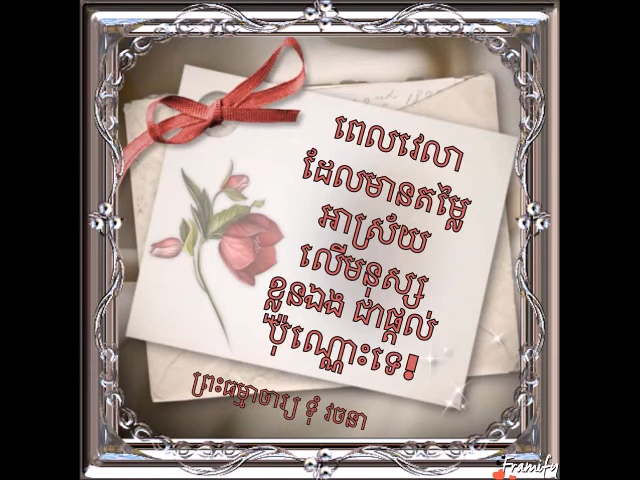 ពេលវេលា
ដែលមានតម្លៃ
អាស្រ័យ
លើមនុស្ស
ខ្លួនឯង ជាផ្តល់
ប៉ុណ្ណោះទេ!
ព្រះធម្មាចារ្យ ទុំ វចនា
Framify